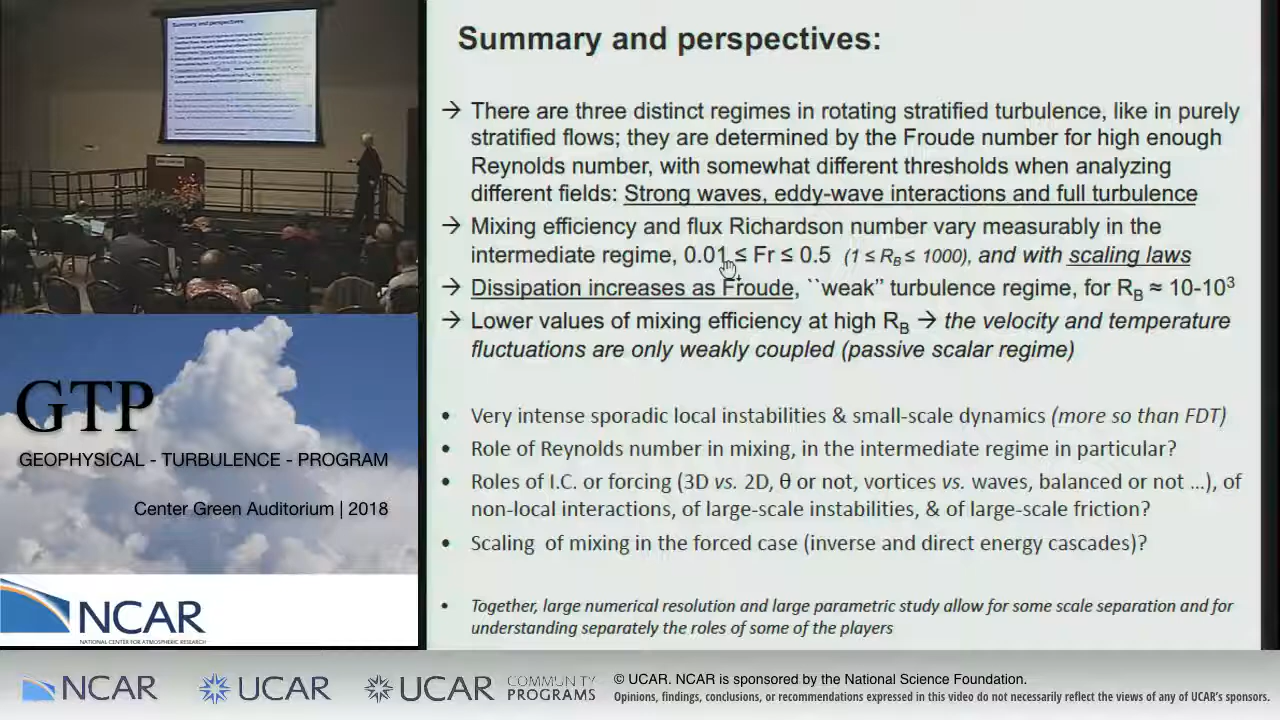 Summary and perspectives:
→ There are three distinct regimes in rotating stratified turbulence, like in purely
stratified flows; they are determined by the Froude number for high enough
Reynolds number, with somewhat different thresholds when analyzing
different fields: Strong waves, eddy-wave interactions and full turbulence
→ Mixing efficiency and flux Richardson number vary measurably in the
intermediate regime, 0.01 ≤ Fr ≤ 0.5 (1 ≤ RB ≤ 1000), and with scaling laws
→ Dissipation increases as Froude, ``weak'' turbulence regime, for RB ≈ 10-10³
→ Lower values of mixing efficiency at high RB → the velocity and temperature
fluctuations are only weakly coupled (passive scalar regime)
• Very intense sporadic local instabilities & small-scale dynamics (more so than FDT)
• Role of Reynolds number in mixing, in the intermediate regime in particular?
• Roles of I.C. or forcing (3D vs. 2D, θ or not, vortices vs. waves, balanced or not ...), of
non-local interactions, of large-scale instabilities, & of large-scale friction?
• Scaling of mixing in the forced case (inverse and direct energy cascades)?
• Together, large numerical resolution and large parametric study allow for some scale separation and for
understanding separately the roles of some of the players
Summary and perspectives:
GTP
GEOPHYSICAL - TURBULENCE - PROGRAM
Center Green Auditorium | 2018
NCAR
NATIONAL CENTER FOR ATMOSPHERIC RESEARCH
NCAR
UCAR
UCAR
COMMUNITY
PROGRAMS
© UCAR. NCAR is sponsored by the National Science Foundation.
Opinions, findings, conclusions, or recommendations expressed in this video do not necessarily reflect the views of any of UCAR's sponsors.